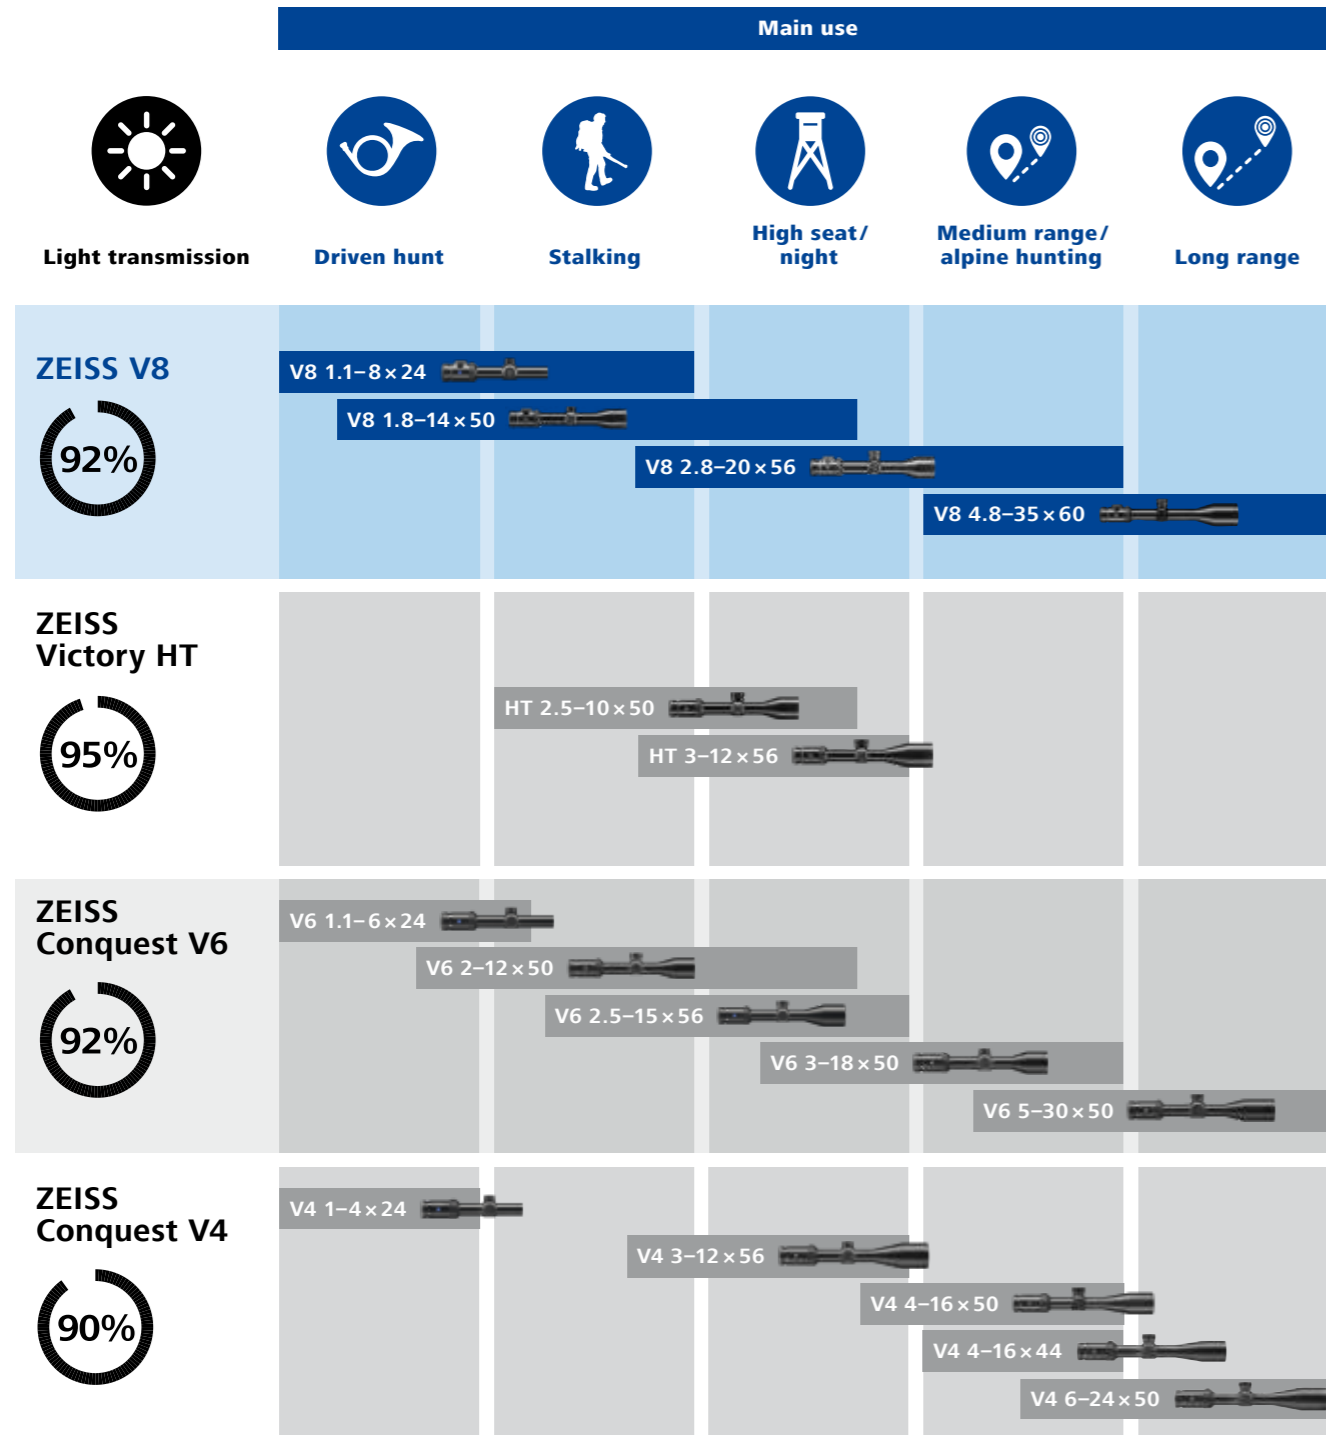 Main use
Light transmission
Driven hunt
Stalking
High seat/
night
Medium range/
alpine hunting
Long range
ZEISS V8
92%
V8 1.1–8×24
V8 1.8–14×50
V8 2.8–20×56
V8 4.8–35×60
ZEISS
Victory HT
95%
HT 2.5–10×50
HT 3–12×56
ZEISS
Conquest V6
92%
V6 1.1–6×24
V6 2–12×50
V6 2.5–15×56
V6 3–18×50
V6 5–30×50
ZEISS
Conquest V4
90%
V4 1–4×24
V4 3–12×56
V4 4–16×50
V4 4–16×44
V4 6–24×50